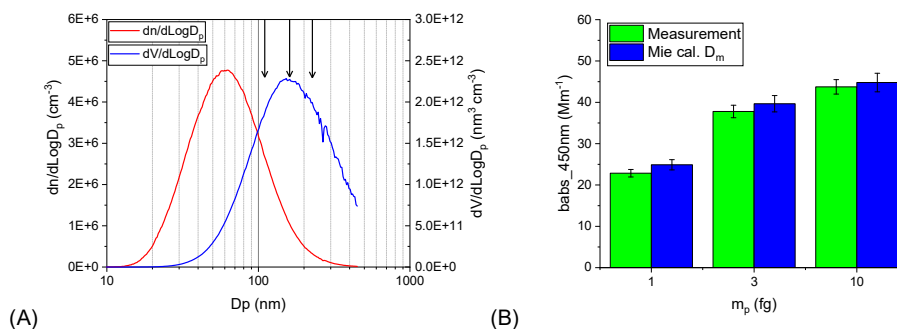 6E+6
5E+6
4E+6
3E+6
2E+6
1E+6
0E+0
dn/dLogDp (cm-3)
dn/dLogDp
dV/dLogDp
3.0E+12
2.5E+12
2.0E+12
1.5E+12
1.0E+12
5.0E+11
0.0E+00
dV/dLogDp (nm3 cm-3)
10
100
1000
Dp (nm)
(A)
60
50
40
30
20
10
0
babs_450nm (Mm-1)
Measurement
Mie cal. Dm
1
3
10
mp (fg)
(B)